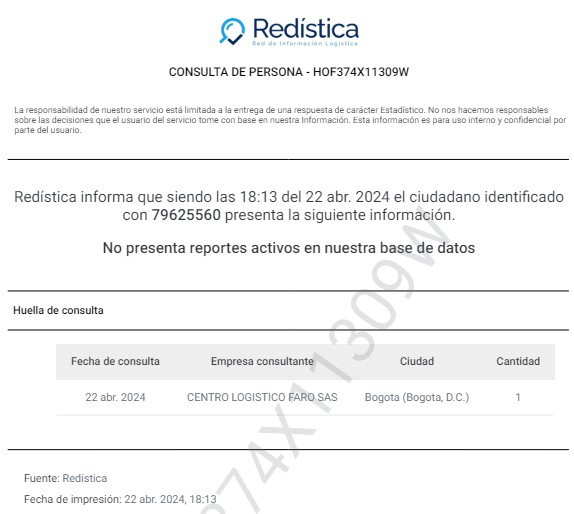 Redística
Red de Información Logística
CONSULTA DE PERSONA - HOF374X11309W
La responsabilidad de nuestro servicio está limitada a la entrega de una respuesta de carácter Estadístico. No nos hacemos responsables
sobre las decisiones que el usuario del servicio tome con base en nuestra Información. Esta información es para uso interno y confidencial por
parte del usuario.
Redística informa que siendo las 18:13 del 22 abr. 2024 el ciudadano identificado
con 79625560 presenta la siguiente información.
No presenta reportes activos en nuestra base de datos
Huella de consulta
Fecha de consulta Empresa consultante Ciudad Cantidad
22 abr. 2024 CENTRO LOGISTICO FARO SAS Bogota (Bogota, D.C.) 1
Fuente: Redística
Fecha de impresión: 22 abr. 2024, 18:13
374X11309W